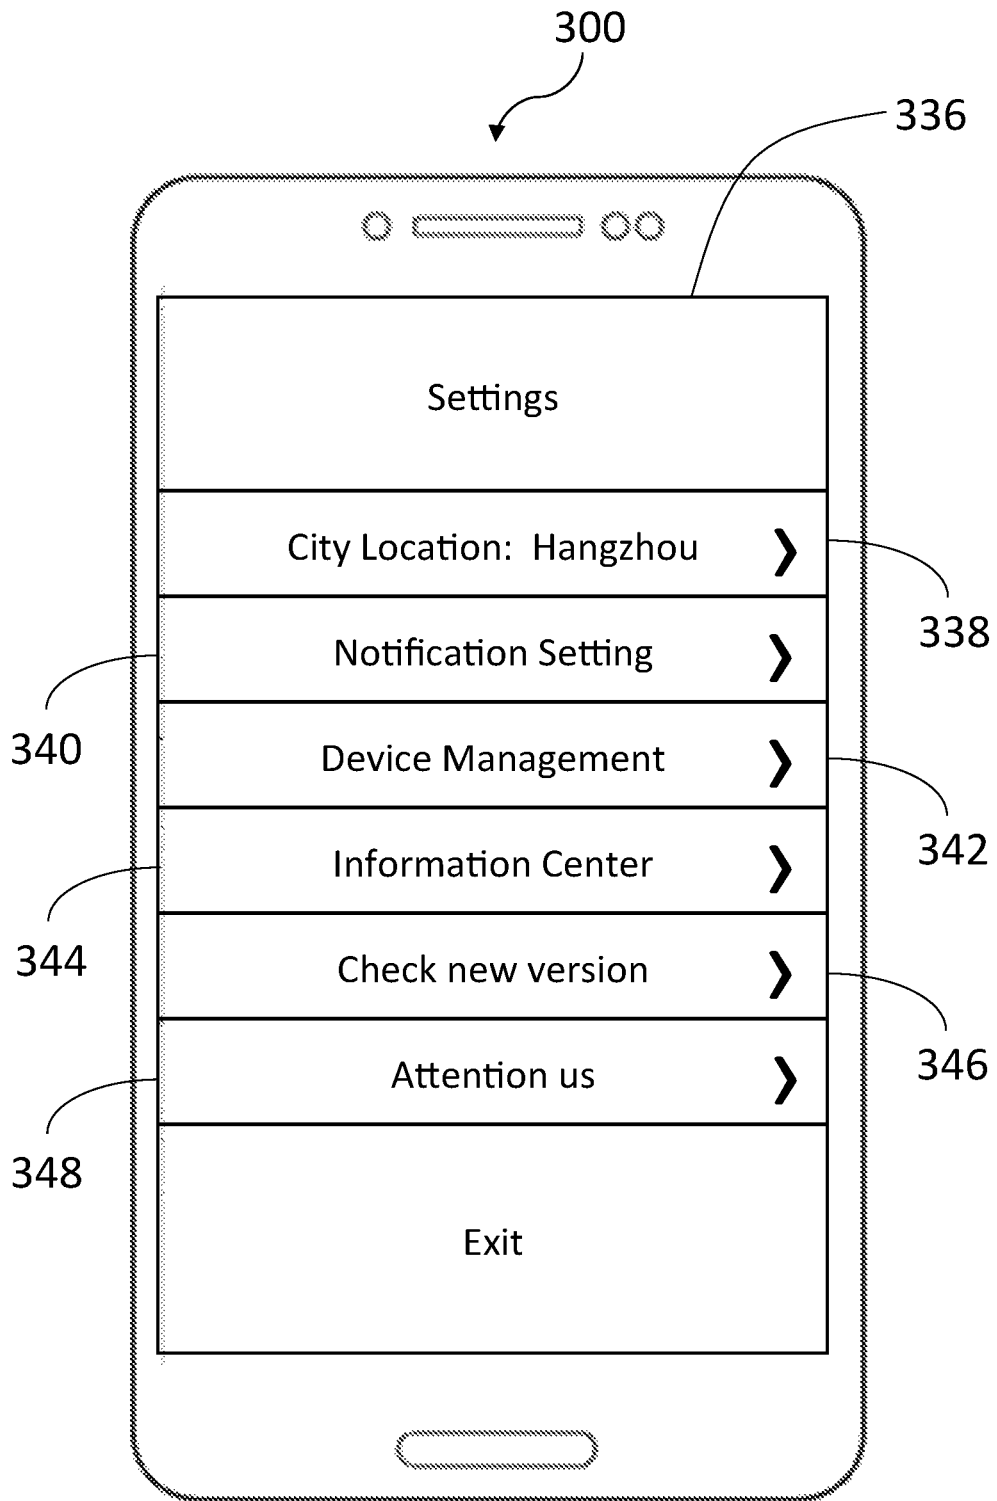 300
336
Settings
City Location: Hangzhou ❯
338
Notification Setting ❯
340
Device Management ❯
342
Information Center ❯
344
Check new version ❯
346
Attention us ❯
348
Exit